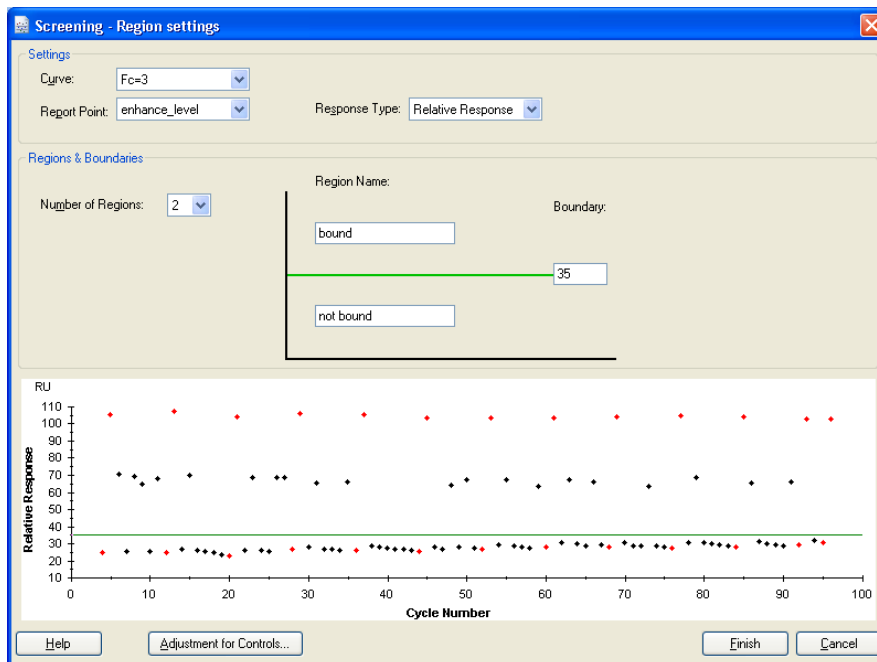 Screening - Region settings
Settings
Curve: Fc=3
Report Point: enhance_level Response Type: Relative Response
Regions & Boundaries
Region Name:
Number of Regions: 2 Boundary:
bound
35
not bound
RU
110
100
90
80
70
60
50
40
30
20
10
Relative Response
0 10 20 30 40 50 60 70 80 90 100
Cycle Number
Help Adjustment for Controls... Finish Cancel